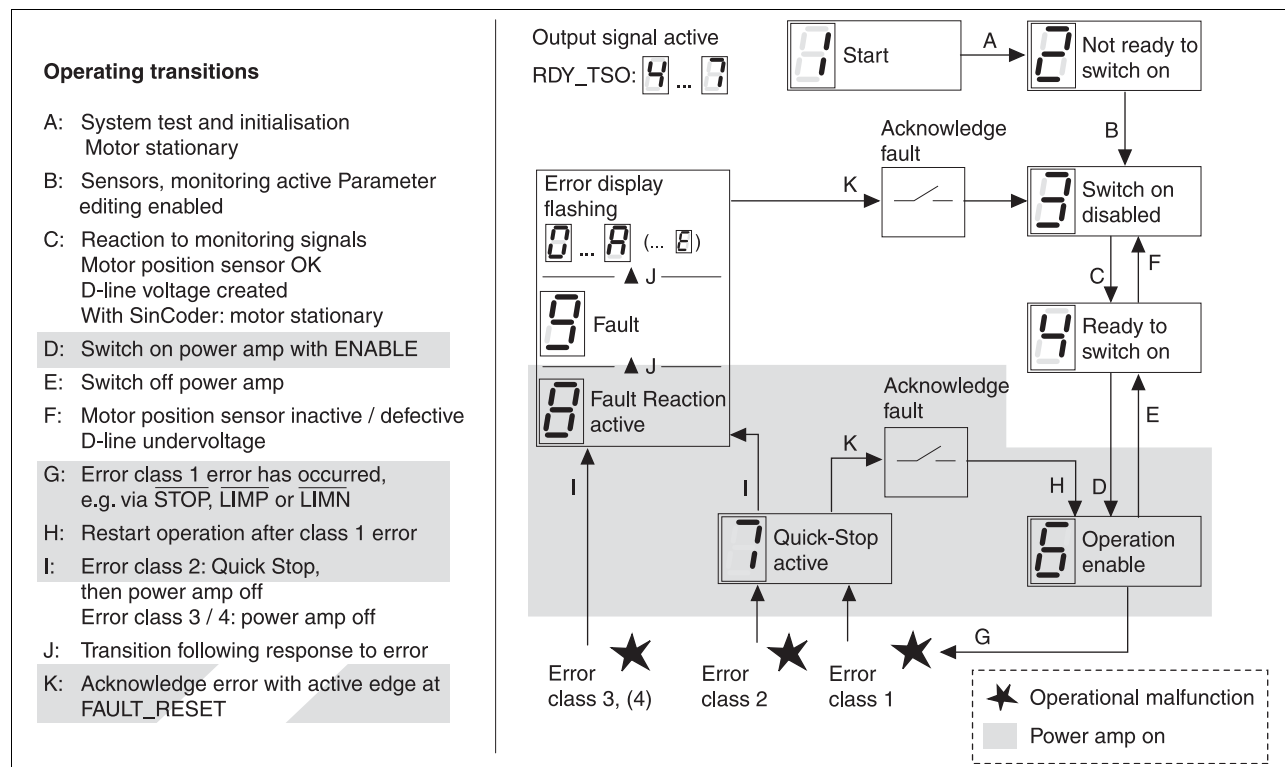 Operating transitions
A: System test and initialisation
Motor stationary
B: Sensors, monitoring active Parameter
editing enabled
C: Reaction to monitoring signals
Motor position sensor OK
D-line voltage created
With SinCoder: motor stationary
D: Switch on power amp with ENABLE
E: Switch off power amp
F: Motor position sensor inactive / defective
D-line undervoltage
G: Error class 1 error has occurred,
e.g. via STOP, LIMP or LIMN
H: Restart operation after class 1 error
I: Error class 2: Quick Stop,
then power amp off
Error class 3 / 4: power amp off
J: Transition following response to error
K: Acknowledge error with active edge at
FAULT_RESET
Output signal active
RDY_TSO: 4 ... 7
1 Start
A
2 Not ready to
switch on
B
Acknowledge
fault
K
3 Switch on
disabled
Error display
flashing
0 ... A (... E)
J
9 Fault
J
8 Fault Reaction
active
C
F
4 Ready to
switch on
Acknowledge
fault
K
E
I
I
H
D
7 Quick-Stop
active
6 Operation
enable
G
Error
class 3, (4)
Error
class 2
Error
class 1
Operational malfunction
Power amp on